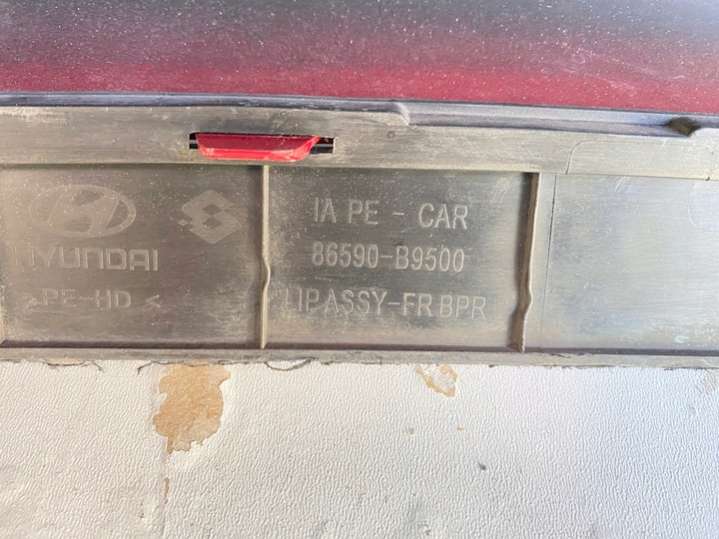 HYUNDAI
>PE-HD<
IA PE - CAR
86590-B9500
LIP ASSY-FR BPR